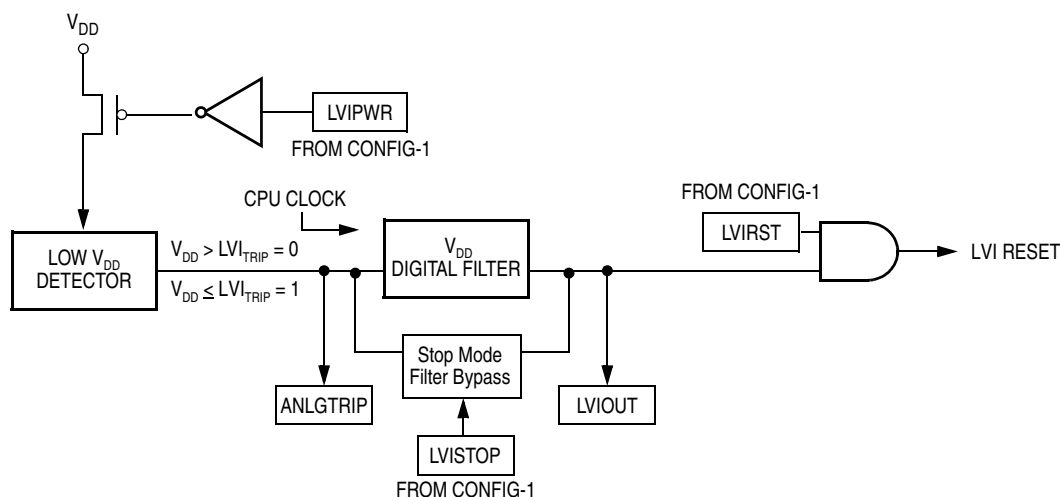 VDD
LVIPWR
FROM CONFIG-1
CPU CLOCK
FROM CONFIG-1
LVIRST
LOW VDD
DETECTOR
VDD > LVITRIP = 0
VDD ≤ LVITRIP = 1
VDD
DIGITAL FILTER
LVI RESET
Stop Mode
Filter Bypass
ANLGTRIP
LVIOUT
LVISTOP
FROM CONFIG-1